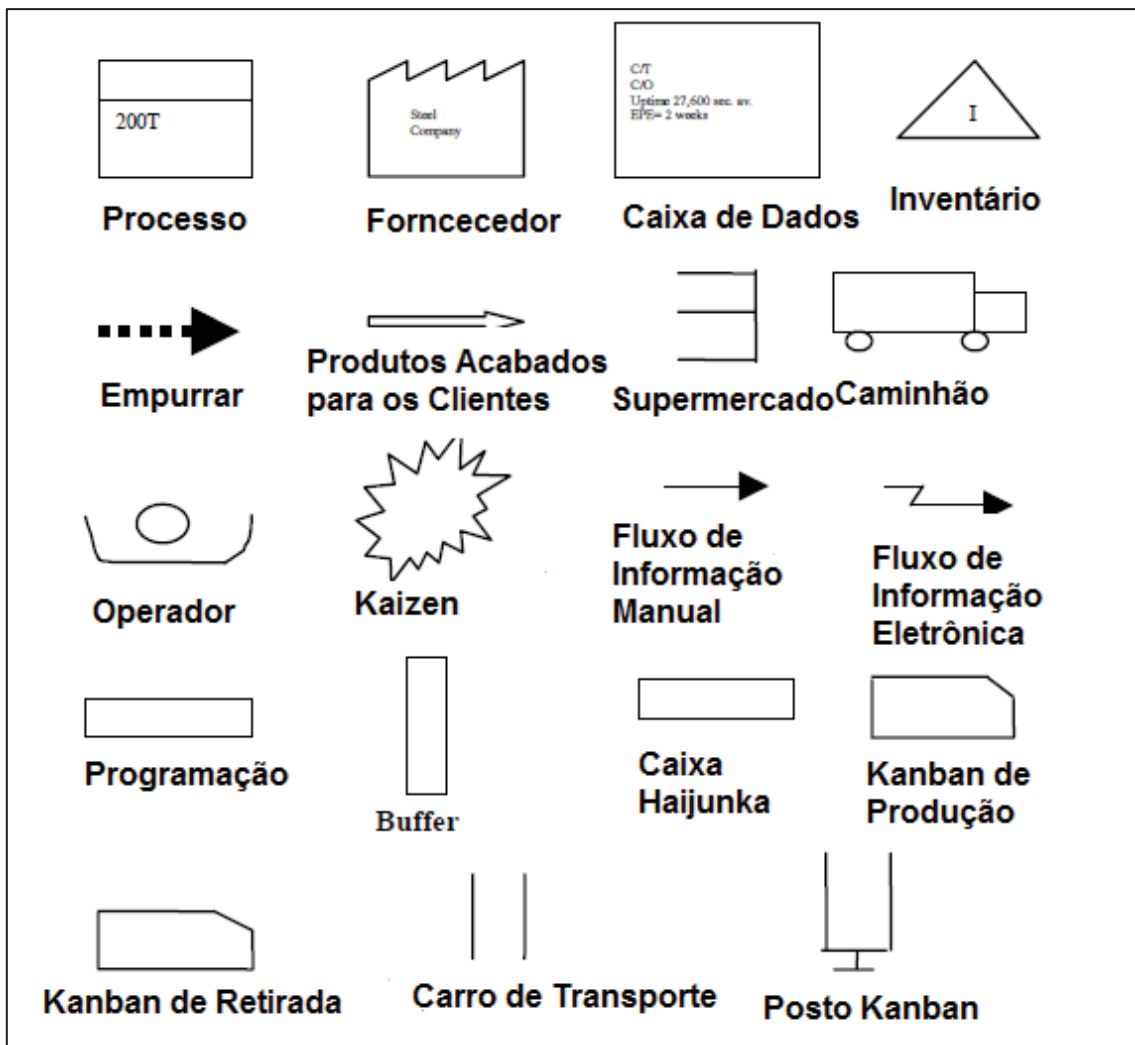 200T
Processo
Steel
Company
Forncecedor
C/T
C/O
Uptime 27,600 sec. av.
EPE= 2 weeks
Caixa de Dados
I
Inventário
Empurrar
Produtos Acabados
para os Clientes
Supermercado
Caminhão
Operador
Kaizen
Fluxo de
Informação
Manual
Fluxo de
Informação
Eletrônica
Programação
Buffer
Caixa
Haijunka
Kanban de
Produção
Kanban de Retirada
Carro de Transporte
Posto Kanban